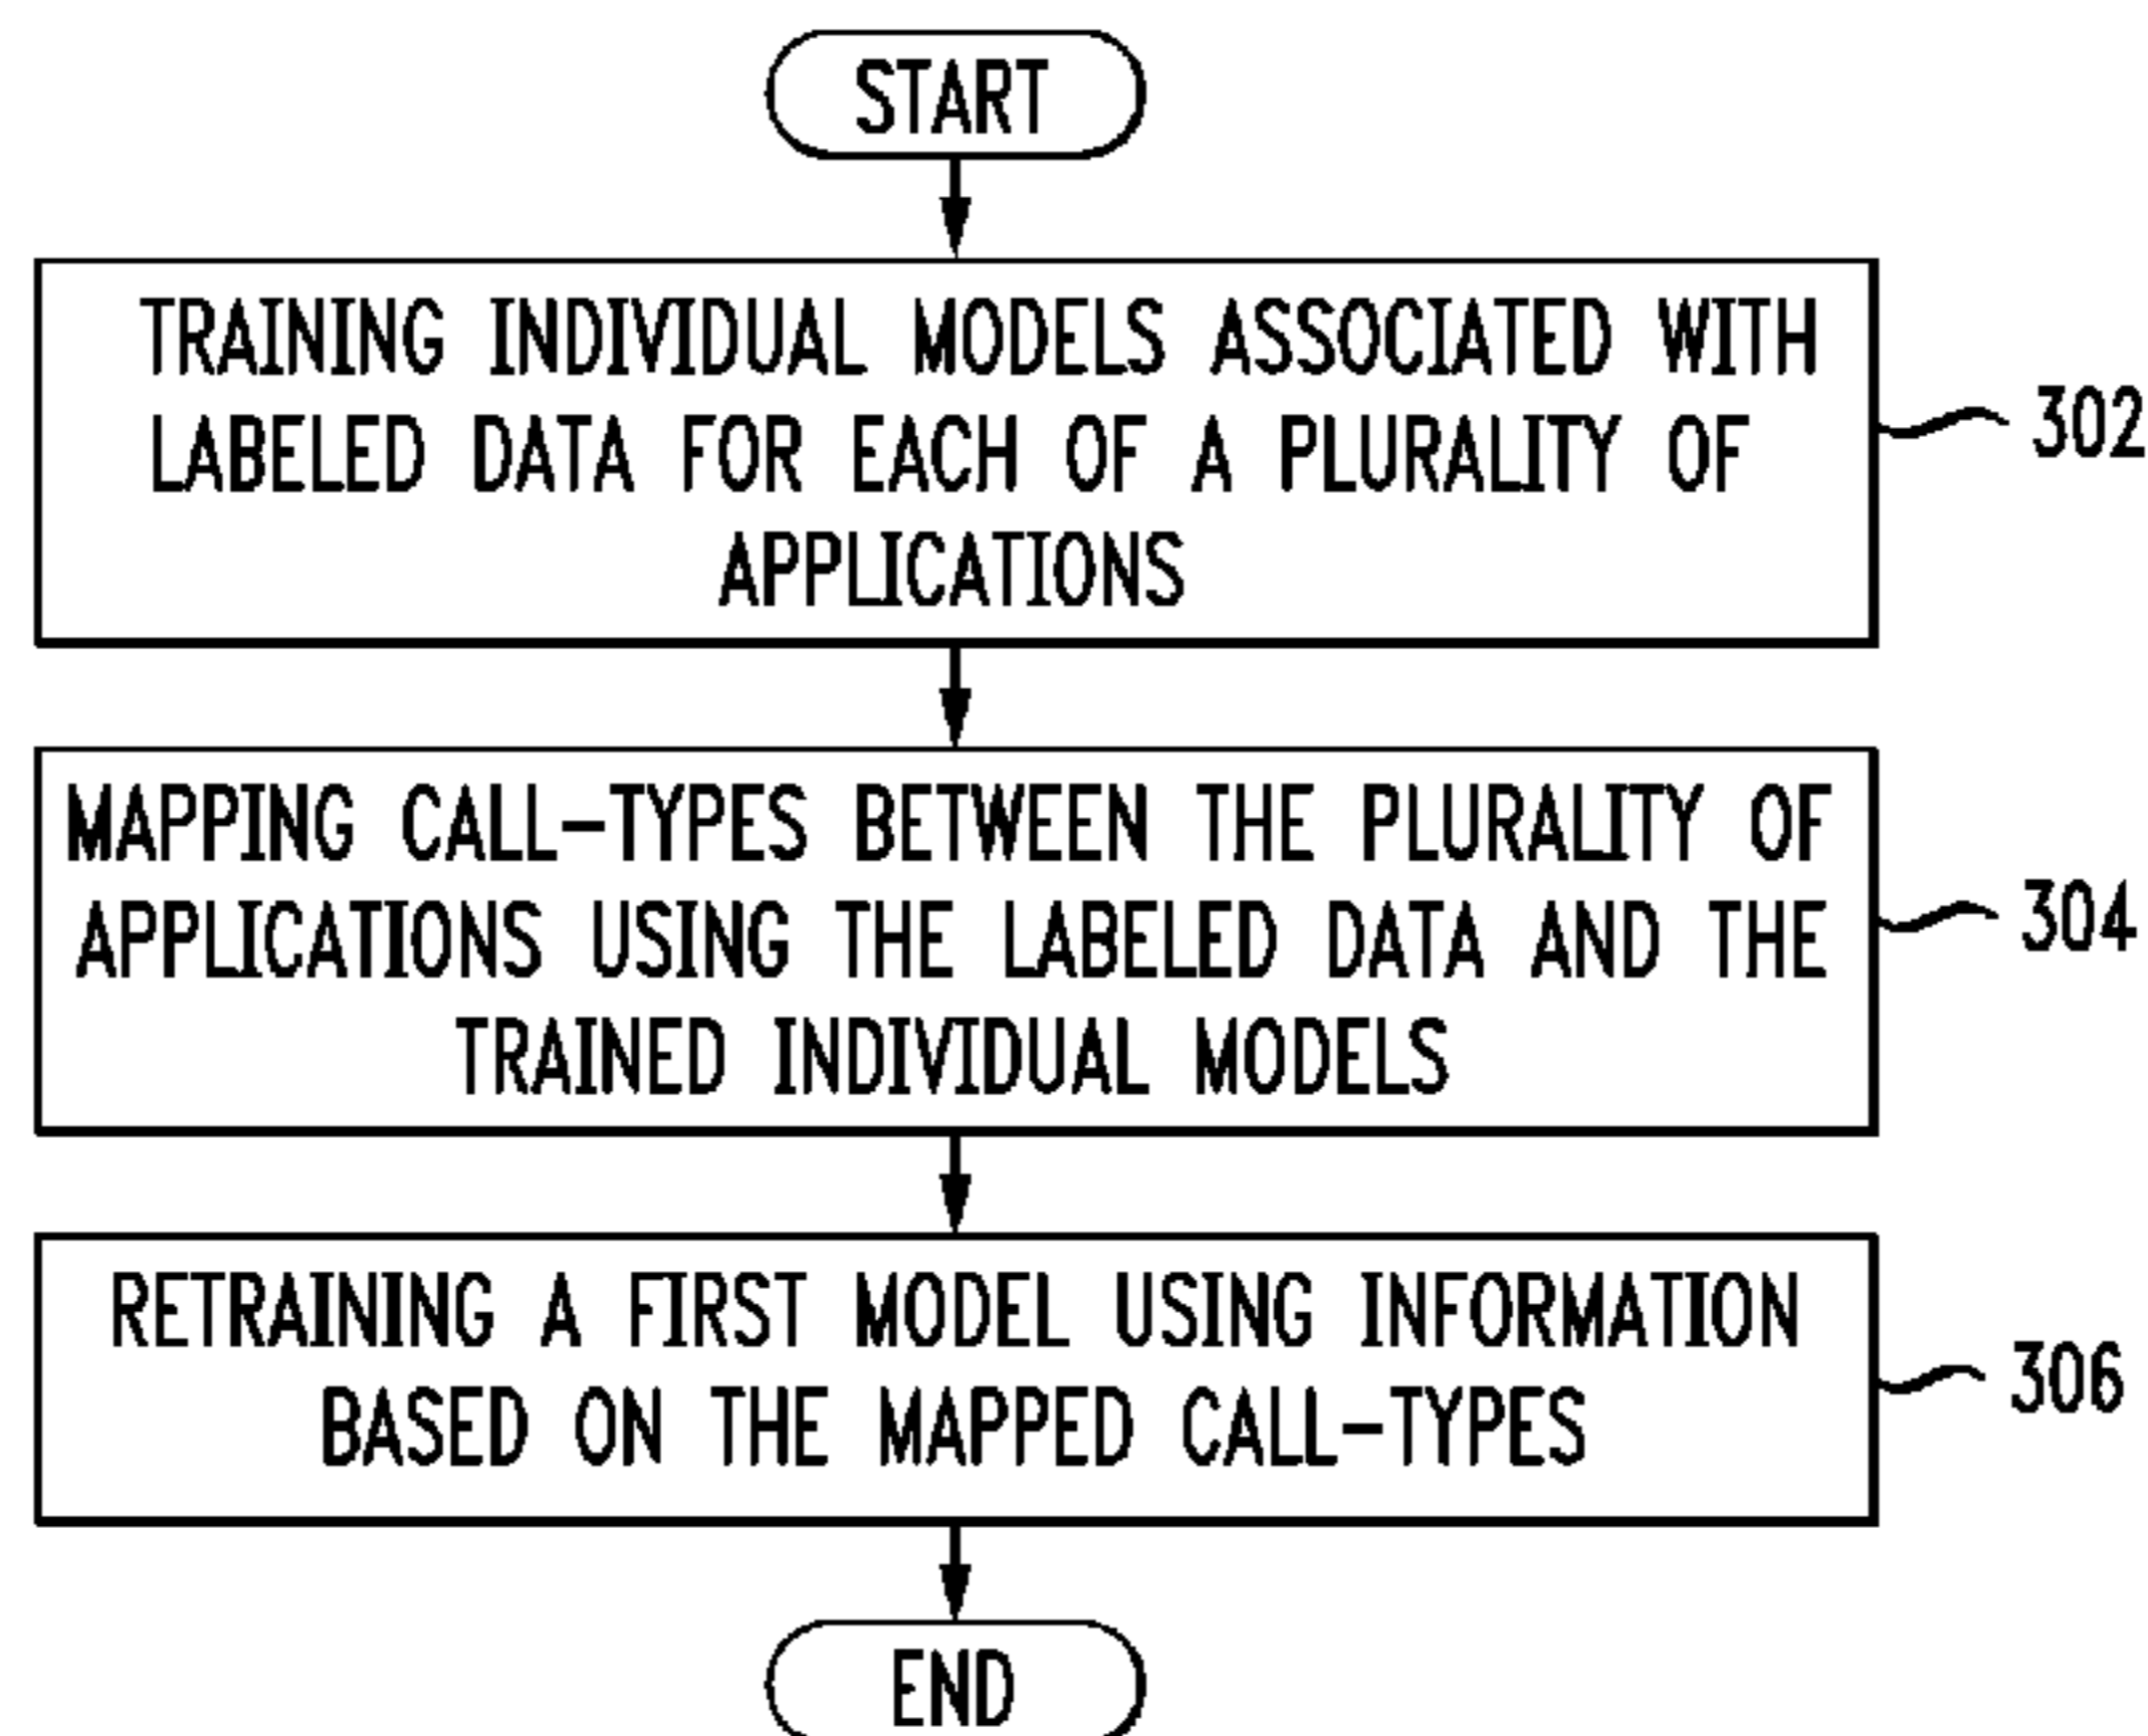 START
TRAINING INDIVIDUAL MODELS ASSOCIATED WITH
LABELED DATA FOR EACH OF A PLURALITY OF
APPLICATIONS
302
MAPPING CALL-TYPES BETWEEN THE PLURALITY OF
APPLICATIONS USING THE LABELED DATA AND THE
TRAINED INDIVIDUAL MODELS
304
RETRAINING A FIRST MODEL USING INFORMATION
BASED ON THE MAPPED CALL-TYPES
306
END